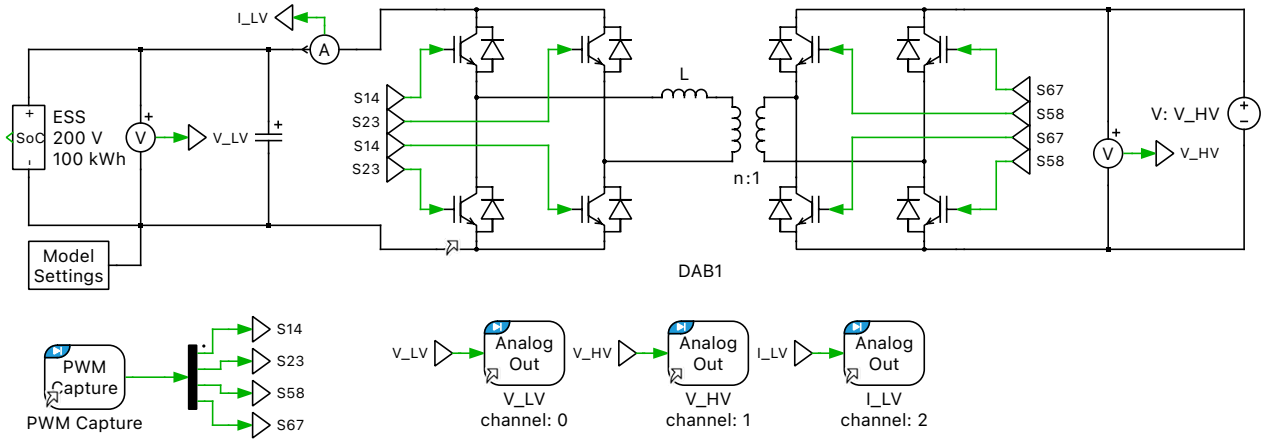 I_LV
A
S14
S23
S14
S23
L
n:1
S67
S58
S67
S58
+
SoC
-
ESS
200 V
100 kWh
+
V
V_LV
+
V: V_HV
+
−
+
V
V_HV
Model
Settings
DAB1
PWM
Capture
PWM Capture
S14
S23
S58
S67
V_LV
Analog
Out
V_LV
channel: 0
V_HV
Analog
Out
V_HV
channel: 1
I_LV
Analog
Out
I_LV
channel: 2